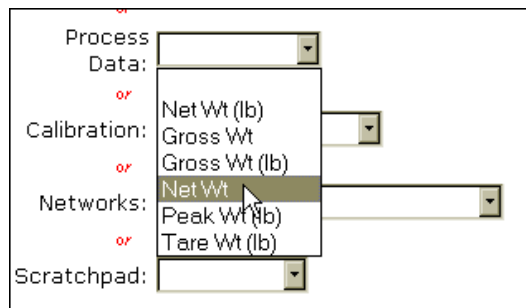 or
Process
Data:
or
Net Wt (lb)
Calibration:
Gross Wt
or
Gross Wt (lb)
Net Wt
Networks:
Peak Wt (lb)
or
Tare Wt (lb)
Scratchpad: